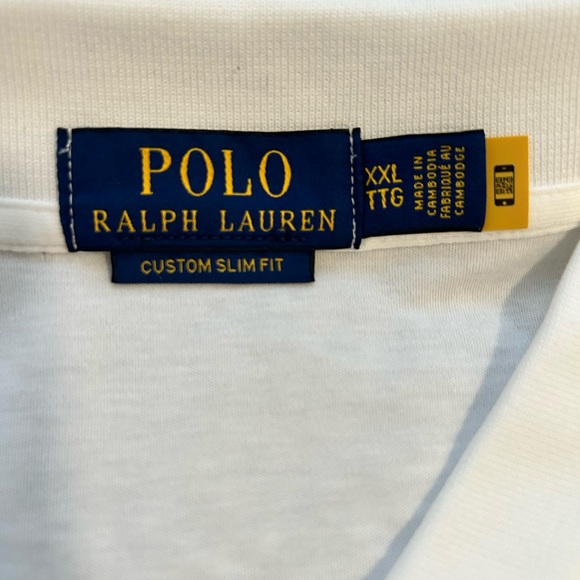 POLO
RALPH LAUREN
CUSTOM SLIM FIT
XXL
TTG
MADE IN
CAMBODIA
FABRIQUÉ AU
CAMBODGE